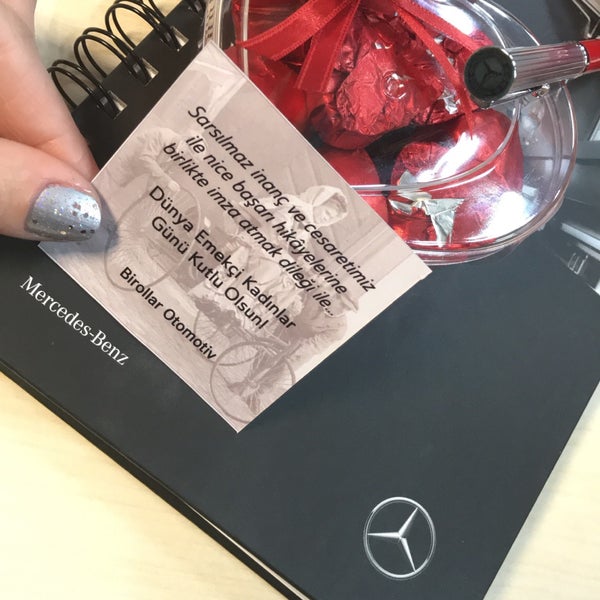 Sarsılmaz inanç ve cesaretimiz
ile nice başarı hikâyelerine
birlikte imza atmak dileği ile...
Dünya Emekçi Kadınlar
Günü Kutlu Olsun!
Birollar Otomotiv
Mercedes-Benz